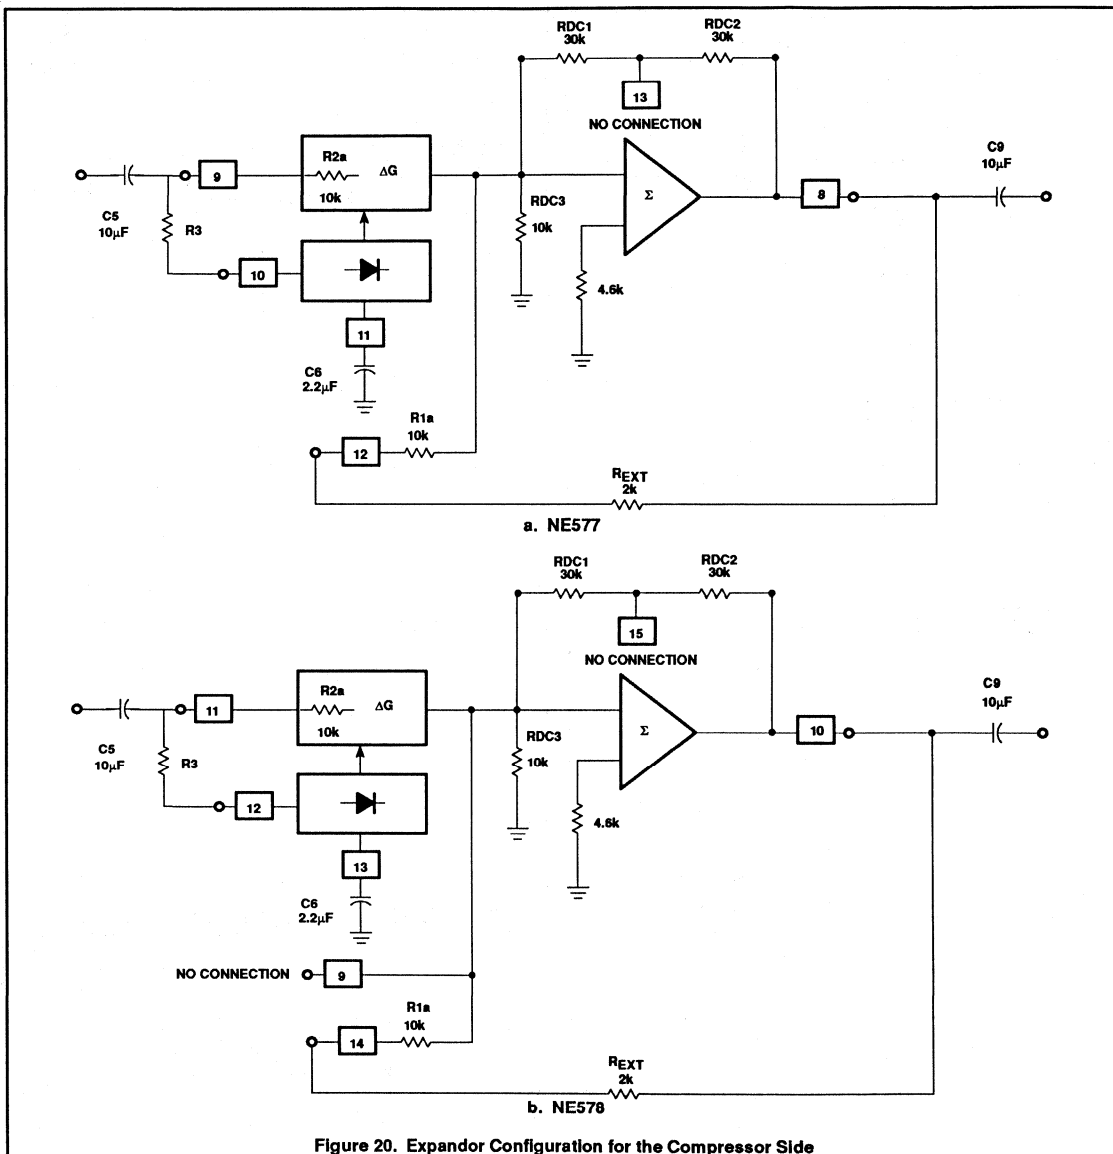 RDC1
30k
RDC2
30k
13
NO CONNECTION
C9
10µF
9
R2a
10k
ΔG
C5
10µF
R3
10
11
C6
2.2µF
RDC3
10k
Σ
4.6k
8
R1a
10k
12
REXT
2k
a. NE577
RDC1
30k
RDC2
30k
15
NO CONNECTION
C9
10µF
11
R2a
10k
ΔG
C5
10µF
R3
12
13
C6
2.2µF
RDC3
10k
Σ
4.6k
10
NO CONNECTION
9
R1a
10k
14
REXT
2k
b. NE578
Figure 20. Expandor Configuration for the Compressor Side